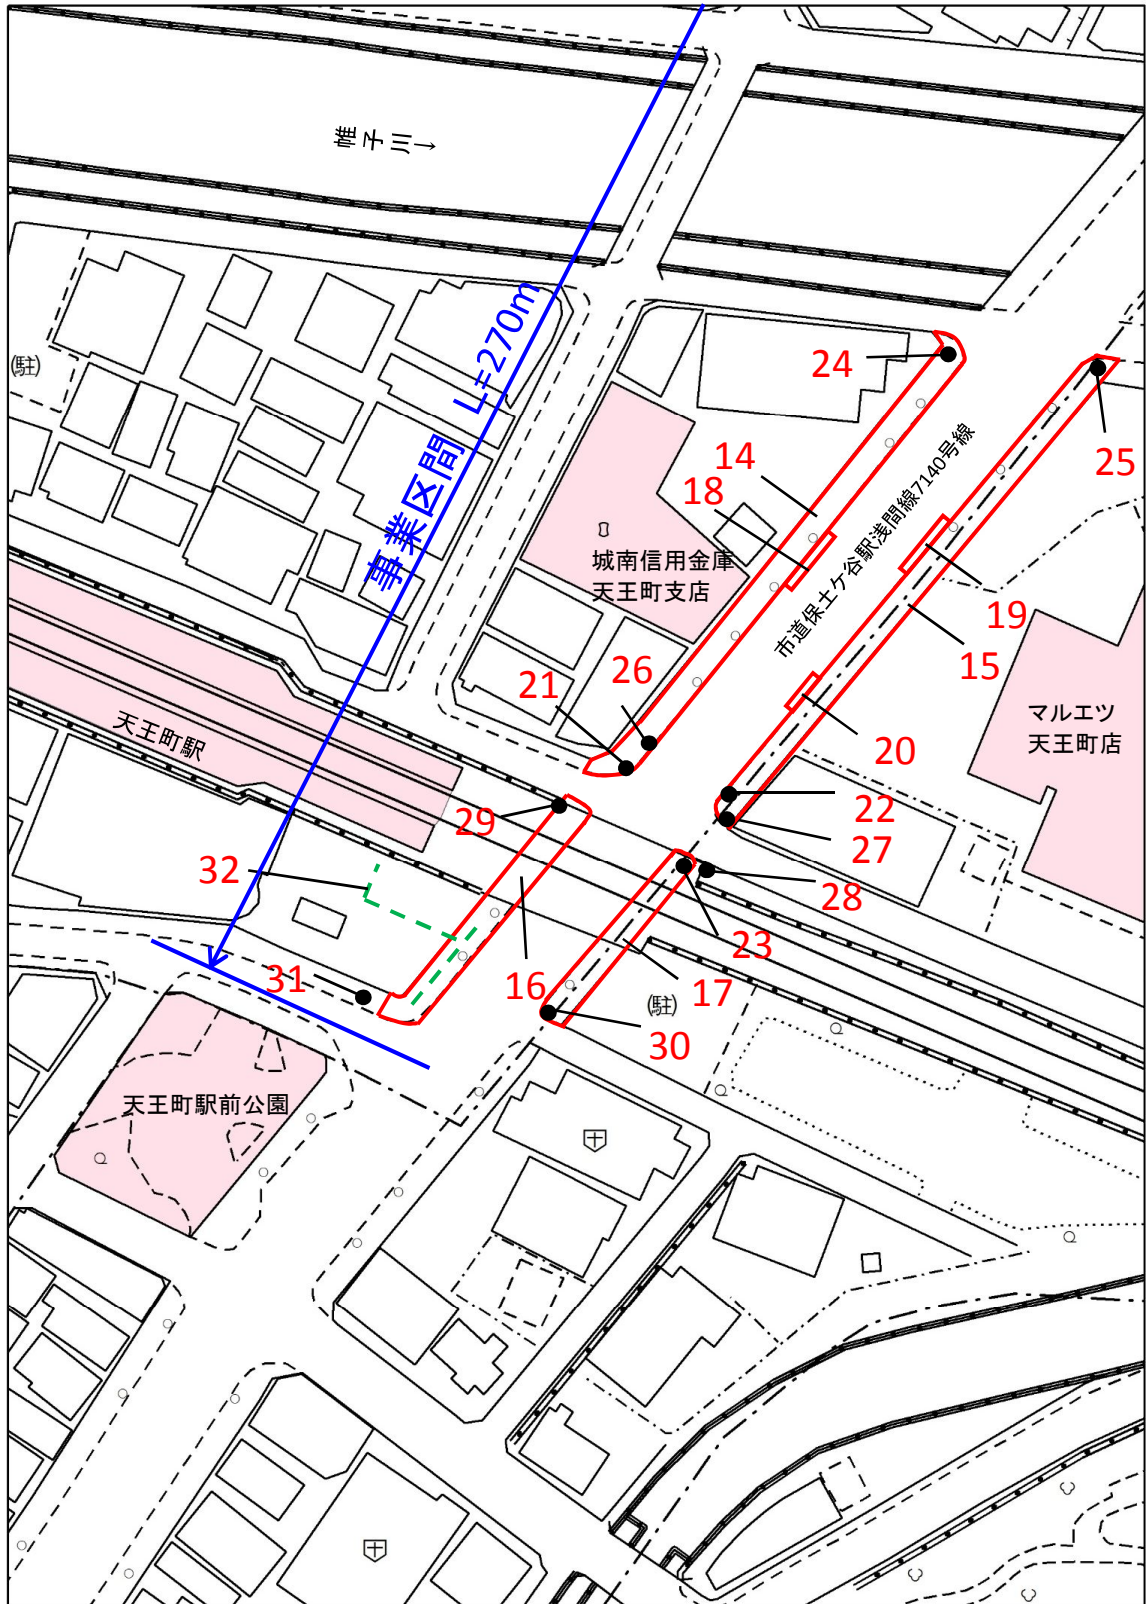 帷子川→
事業区間 L=270m
(駐)
24
25
14
18
市道保土ケ谷駅浅間線7140号線
城南信用金庫
天王町支店
19
15
マルエツ
天王町店
26
21
20
天王町駅
22
29
27
32
28
23
16
31
17
(駐)
30
天王町駅前公園